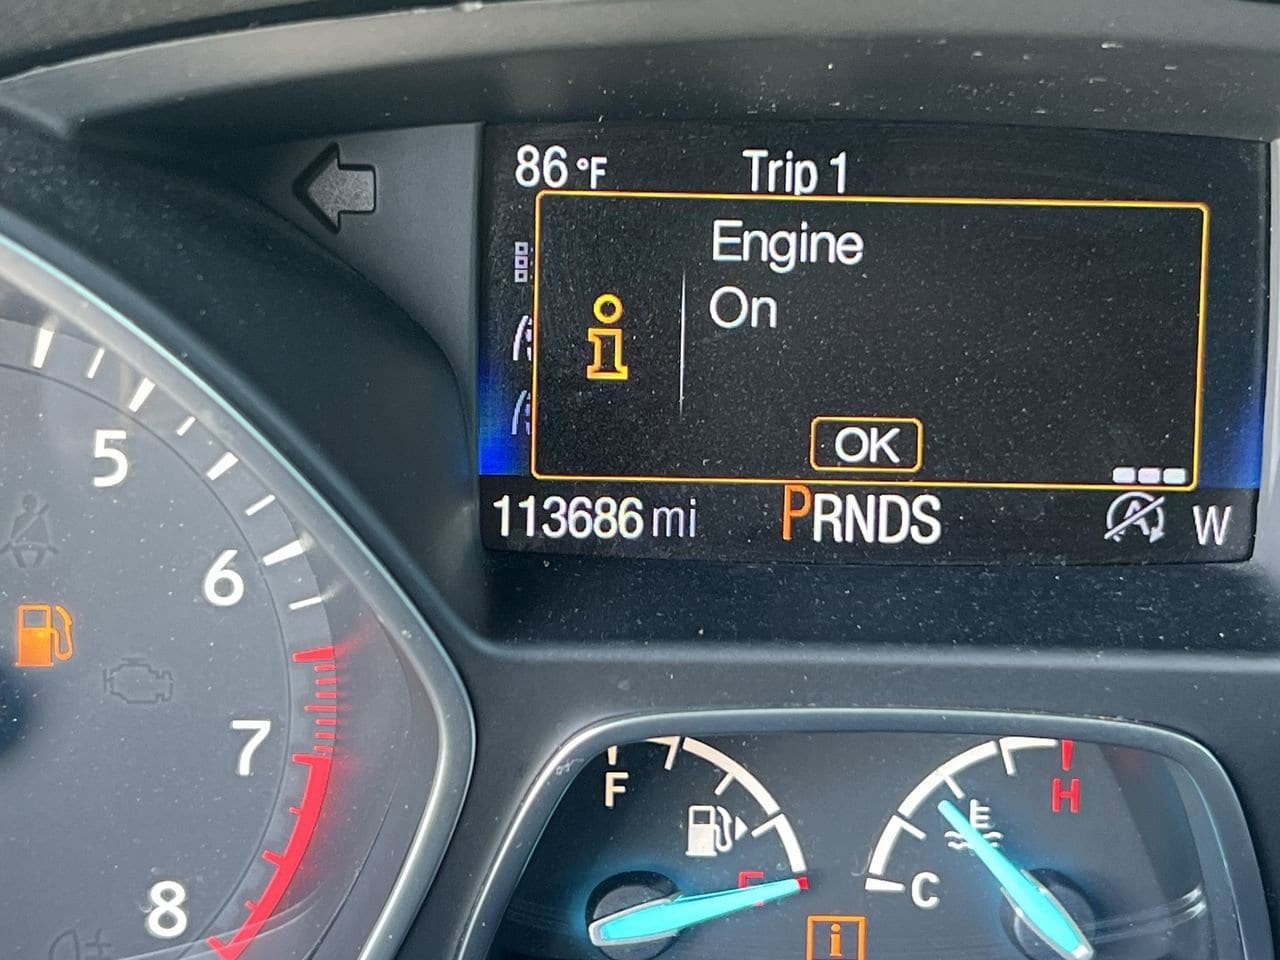 86 °F Trip 1
Engine
On
i
OK
113686 mi PRNDS A W
5
6
7
8
F
H
E
C
i